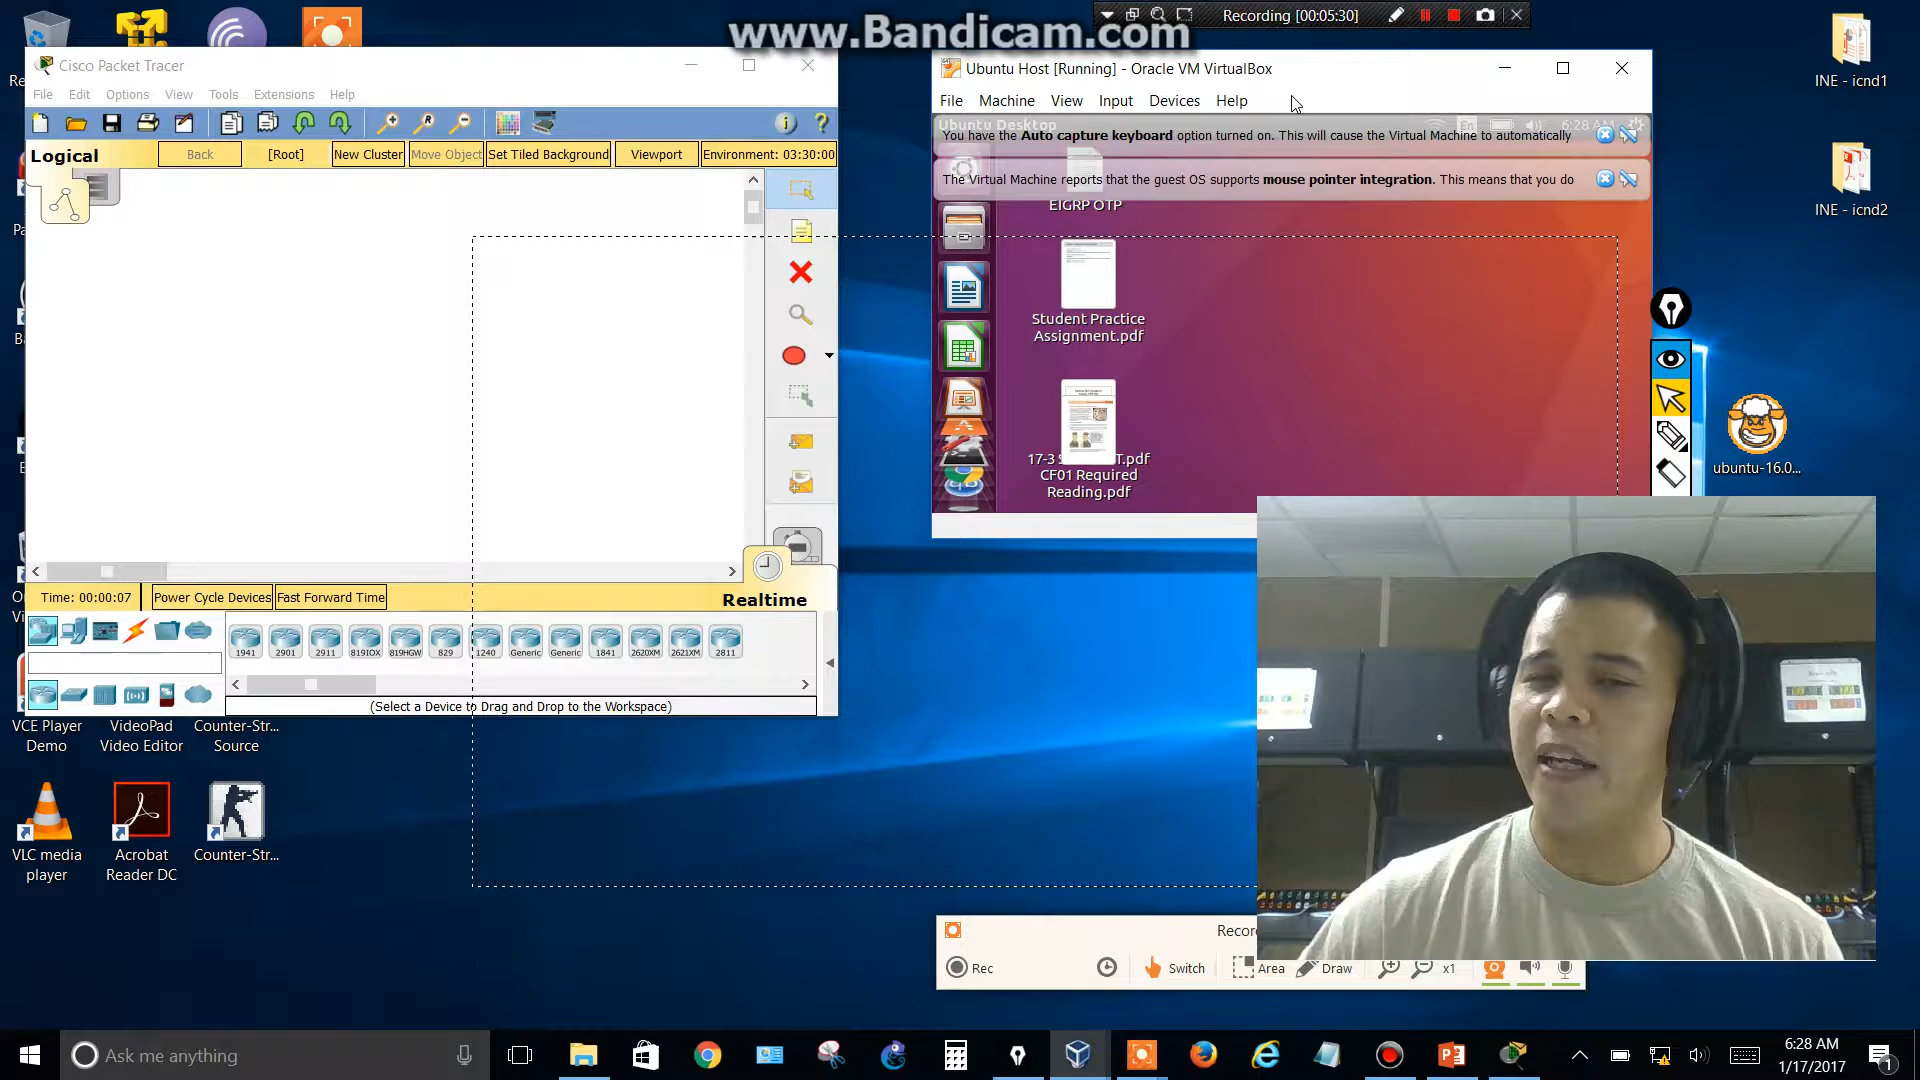 www.Bandicam.com
Recording [00:05:30]
Cisco Packet Tracer
File Edit Options View Tools Extensions Help
Logical
Back
[Root]
New Cluster
Move Object
Set Tiled Background
Viewport
Environment: 03:30:00
Time: 00:00:07
Power Cycle Devices
Fast Forward Time
Realtime
1941 2901 2911 819IOX 819HGW 829 1240 Generic Generic 1841 2620XM 2621XM 2811
(Select a Device to Drag and Drop to the Workspace)
Ubuntu Host [Running] - Oracle VM VirtualBox
File Machine View Input Devices Help
Ubuntu Desktop
En
6:28 AM
You have the Auto capture keyboard option turned on. This will cause the Virtual Machine to automatically
The Virtual Machine reports that the guest OS supports mouse pointer integration. This means that you do
EIGRP OTP
Student Practice
Assignment.pdf
CF01 Required
Reading.pdf
INE - icnd1
INE - icnd2
ubuntu-16.0...
VCE Player
Demo
VideoPad
Video Editor
Counter-Str...
Source
VLC media
player
Acrobat
Reader DC
Counter-Str...
Rec
Switch
Area
Draw
x1
Ask me anything
6:28 AM
1/17/2017
1